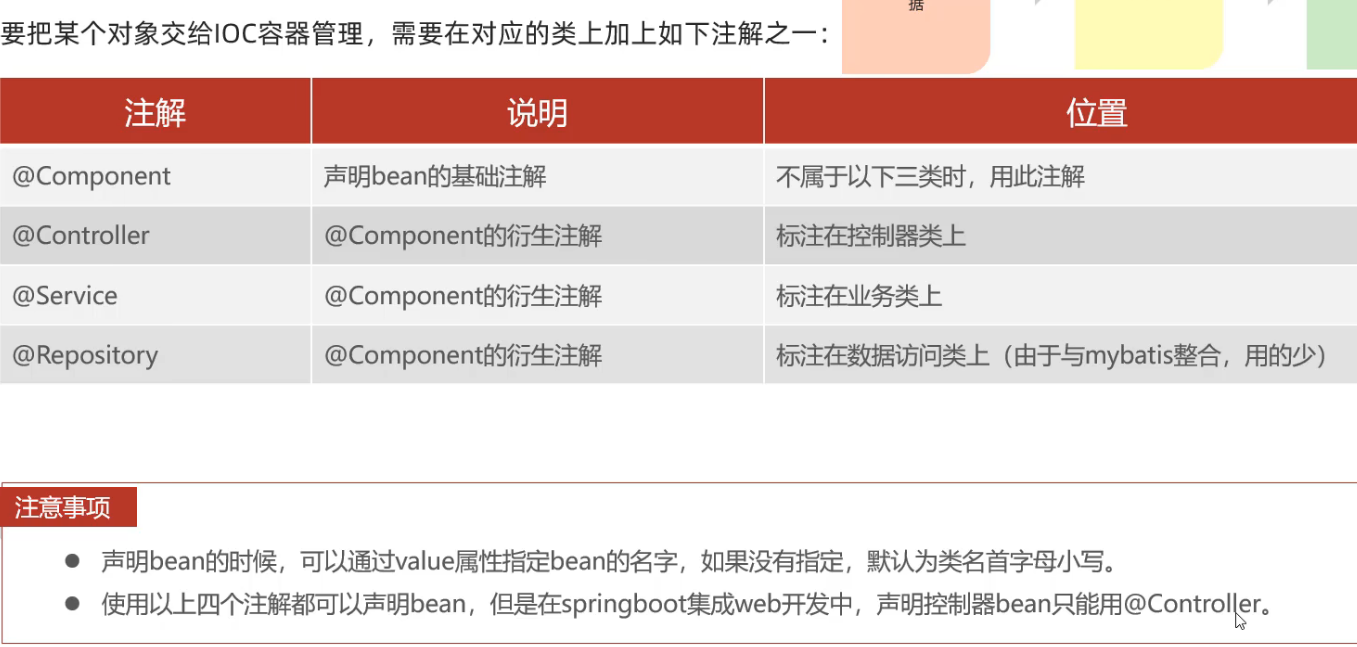 据
要把某个对象交给IOC容器管理，需要在对应的类上加上如下注解之一：
注解 说明 位置
@Component 声明bean的基础注解 不属于以下三类时，用此注解
@Controller @Component的衍生注解 标注在控制器类上
@Service @Component的衍生注解 标注在业务类上
@Repository @Component的衍生注解 标注在数据访问类上（由于与mybatis整合，用的少）
注意事项
● 声明bean的时候，可以通过value属性指定bean的名字，如果没有指定，默认为类名首字母小写。
● 使用以上四个注解都可以声明bean，但是在springboot集成web开发中，声明控制器bean只能用@Controller。